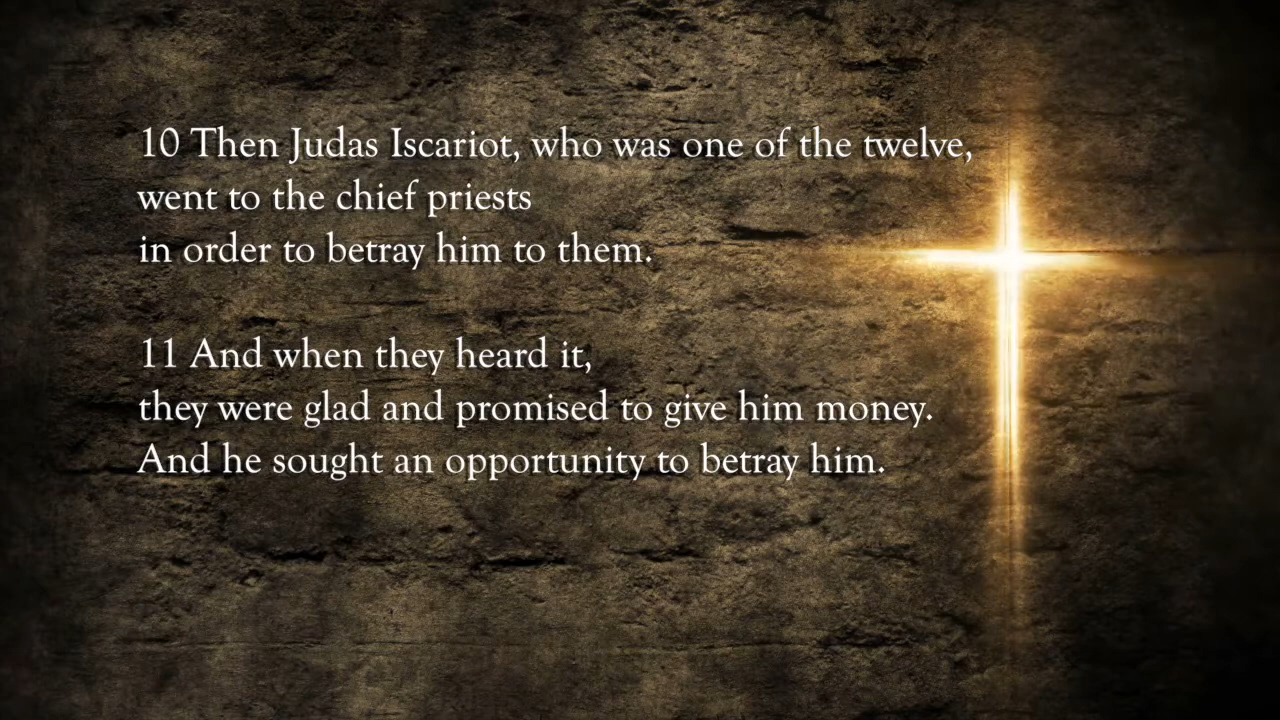 10 Then Judas Iscariot, who was one of the twelve,
went to the chief priests
in order to betray him to them.
11 And when they heard it,
they were glad and promised to give him money.
And he sought an opportunity to betray him.